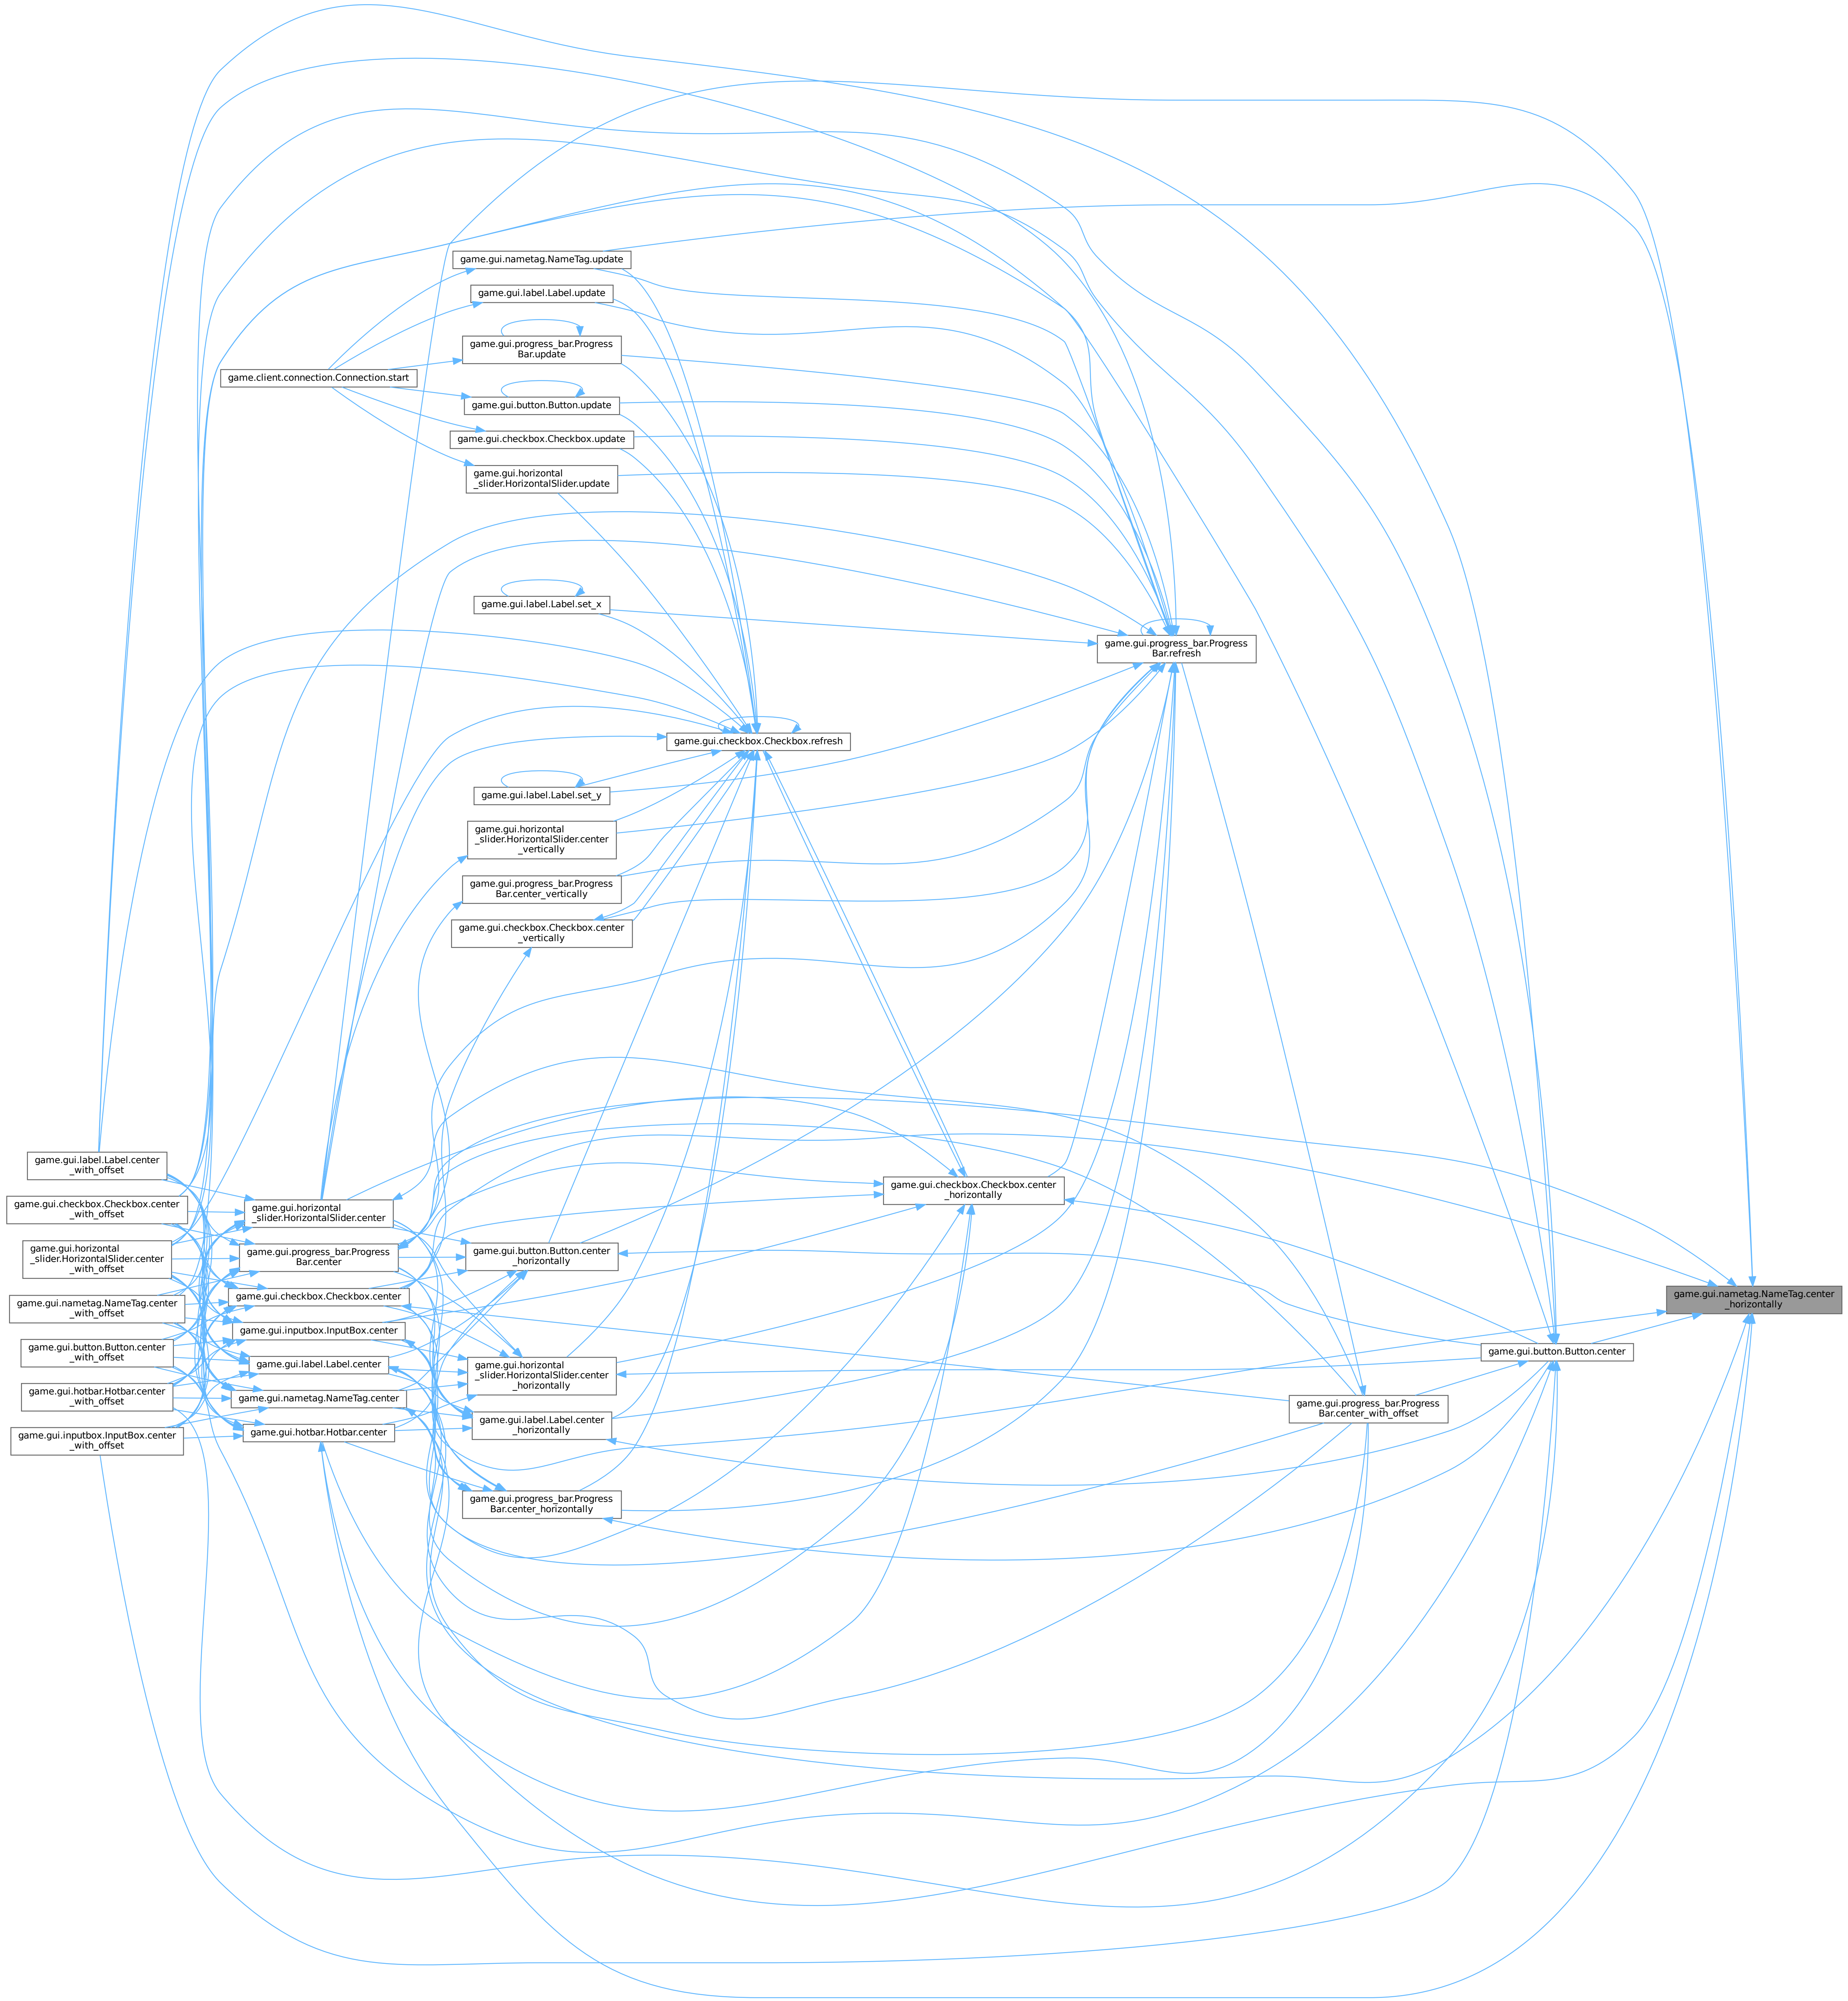 game.gui.nametag.NameTag.update
game.gui.label.Label.update
game.gui.progress_bar.Progress
Bar.update
game.client.connection.Connection.start
game.gui.button.Button.update
game.gui.checkbox.Checkbox.update
game.gui.horizontal
_slider.HorizontalSlider.update
game.gui.label.Label.set_x
game.gui.progress_bar.Progress
Bar.refresh
game.gui.checkbox.Checkbox.refresh
game.gui.label.Label.set_y
game.gui.horizontal
_slider.HorizontalSlider.center
_vertically
game.gui.progress_bar.Progress
Bar.center_vertically
game.gui.checkbox.Checkbox.center
_vertically
game.gui.label.Label.center
_with_offset
game.gui.checkbox.Checkbox.center
_horizontally
game.gui.checkbox.Checkbox.center
_with_offset
game.gui.horizontal
_slider.HorizontalSlider.center
game.gui.horizontal
_slider.HorizontalSlider.center
_with_offset
game.gui.progress_bar.Progress
Bar.center
game.gui.button.Button.center
_horizontally
game.gui.nametag.NameTag.center
_with_offset
game.gui.checkbox.Checkbox.center
game.gui.nametag.NameTag.center
_horizontally
game.gui.inputbox.InputBox.center
game.gui.button.Button.center
_with_offset
game.gui.label.Label.center
game.gui.horizontal
_slider.HorizontalSlider.center
_horizontally
game.gui.button.Button.center
game.gui.hotbar.Hotbar.center
_with_offset
game.gui.nametag.NameTag.center
game.gui.progress_bar.Progress
Bar.center_with_offset
game.gui.label.Label.center
_horizontally
game.gui.hotbar.Hotbar.center
game.gui.inputbox.InputBox.center
_with_offset
game.gui.progress_bar.Progress
Bar.center_horizontally